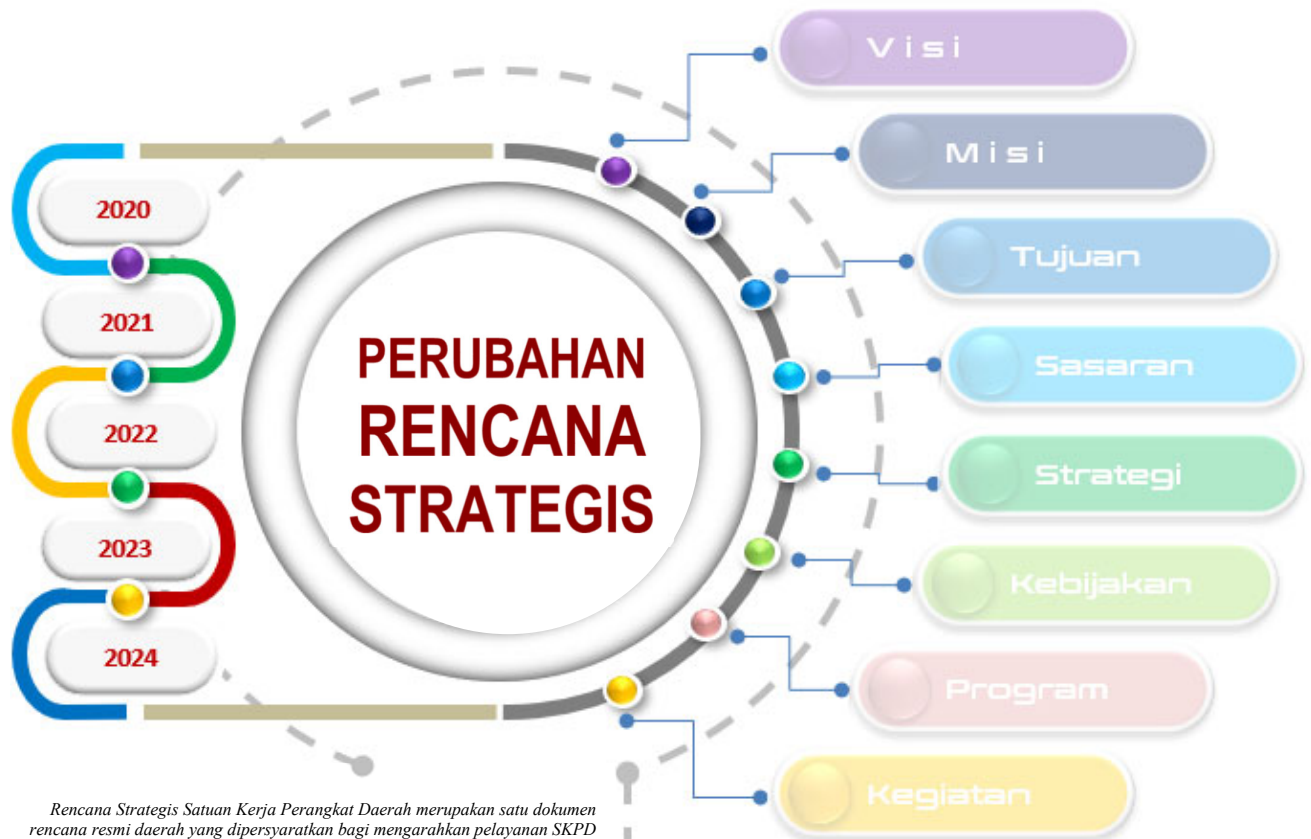 2020
2021
2022
2023
2024
PERUBAHAN
RENCANA
STRATEGIS
Visi
Misi
Tujuan
Sasaran
Strategi
Kebijakan
Program
Kegiatan
Rencana Strategis Satuan Kerja Perangkat Daerah merupakan satu dokumen
rencana resmi daerah yang dipersyaratkan bagi mengarahkan pelayanan SKPD